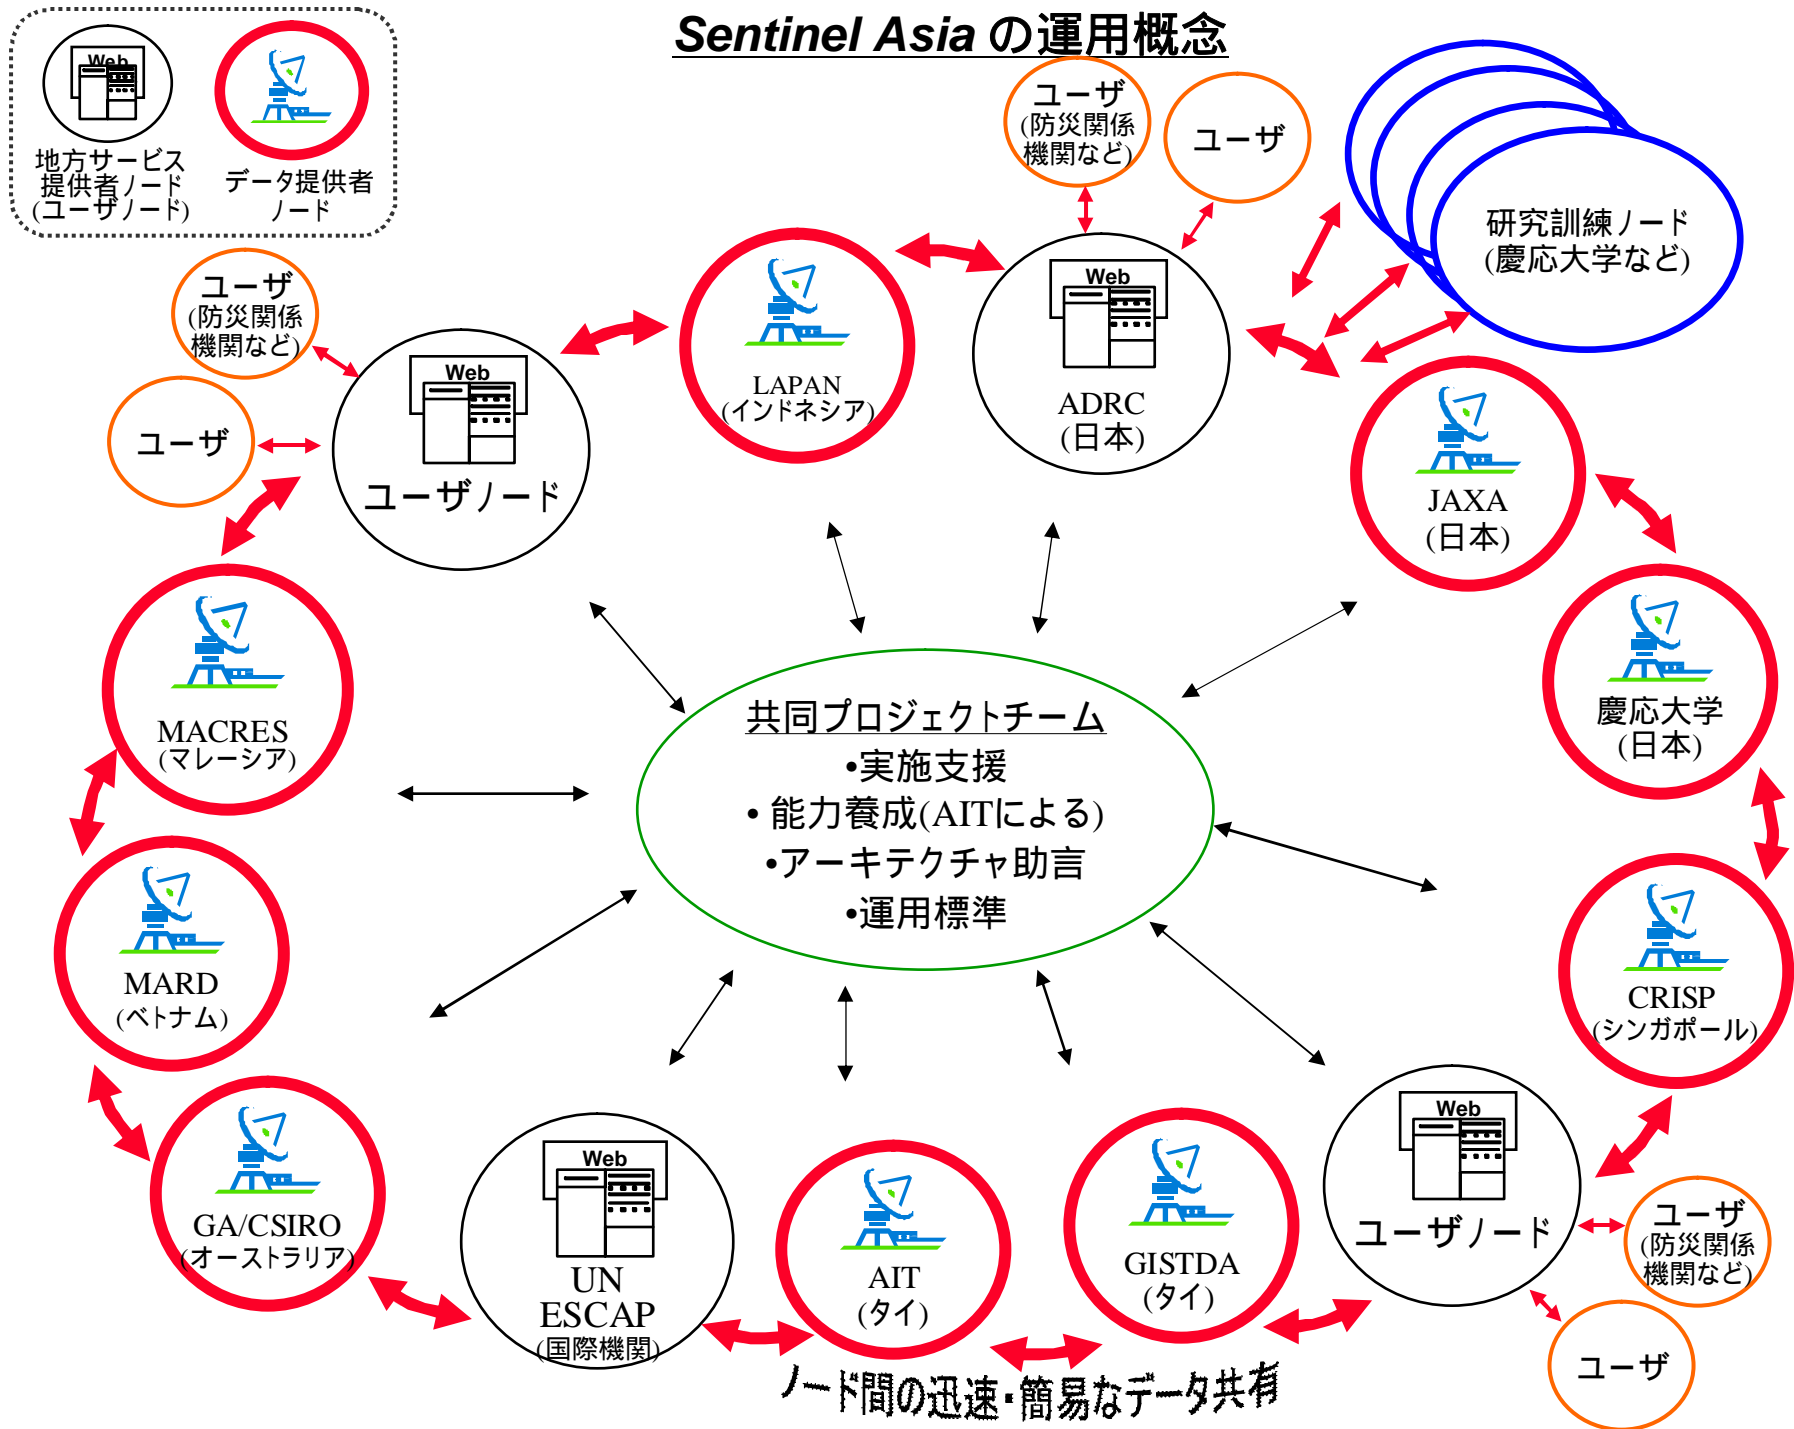 Sentinel Asia の運用概念
Web
地方サービス
提供者ノード
(ユーザノード)
データ提供者
ノード
ユーザ
(防災関係
機関など)
ユーザ
研究訓練ノード
(慶応大学など)
ユーザ
(防災関係
機関など)
ユーザ
Web
ユーザノード
LAPAN
(インドネシア)
Web
ADRC
(日本)
JAXA
(日本)
慶応大学
(日本)
MACRES
(マレーシア)
共同プロジェクトチーム
•実施支援
• 能力養成(AITによる)
•アーキテクチャ助言
•運用標準
MARD
(ベトナム)
CRISP
(シンガポール)
GA/CSIRO
(オーストラリア)
Web
UN
ESCAP
(国際機関)
AIT
(タイ)
GISTDA
(タイ)
Web
ユーザノード
ユーザ
(防災関係
機関など)
ユーザ
ノード間の迅速・簡易なデータ共有